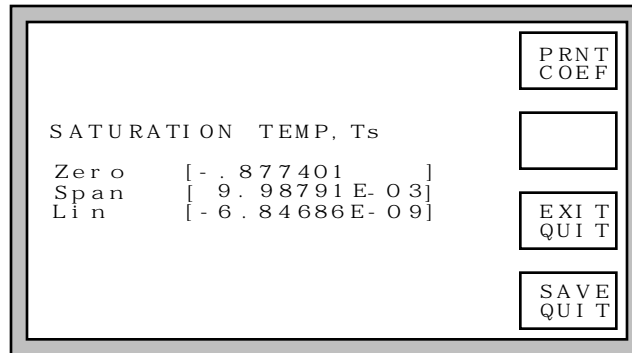 PRNT
COEF
SATURATION TEMP, Ts
Zero [-.877401 ]
Span [ 9.98791E-03]
Lin [-6.84686E-09]
EXIT
QUIT
SAVE
QUIT